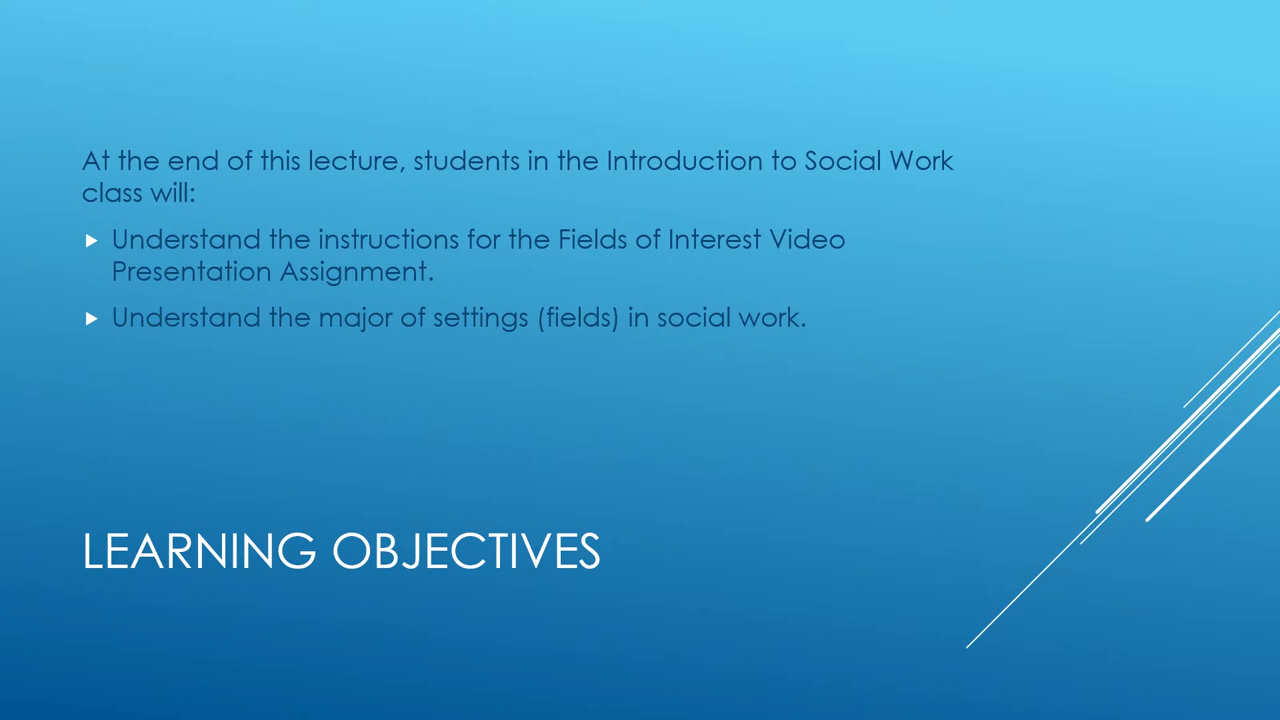 At the end of this lecture, students in the Introduction to Social Work
class will:
Understand the instructions for the Fields of Interest Video
Presentation Assignment.
Understand the major of settings (fields) in social work.
LEARNING OBJECTIVES